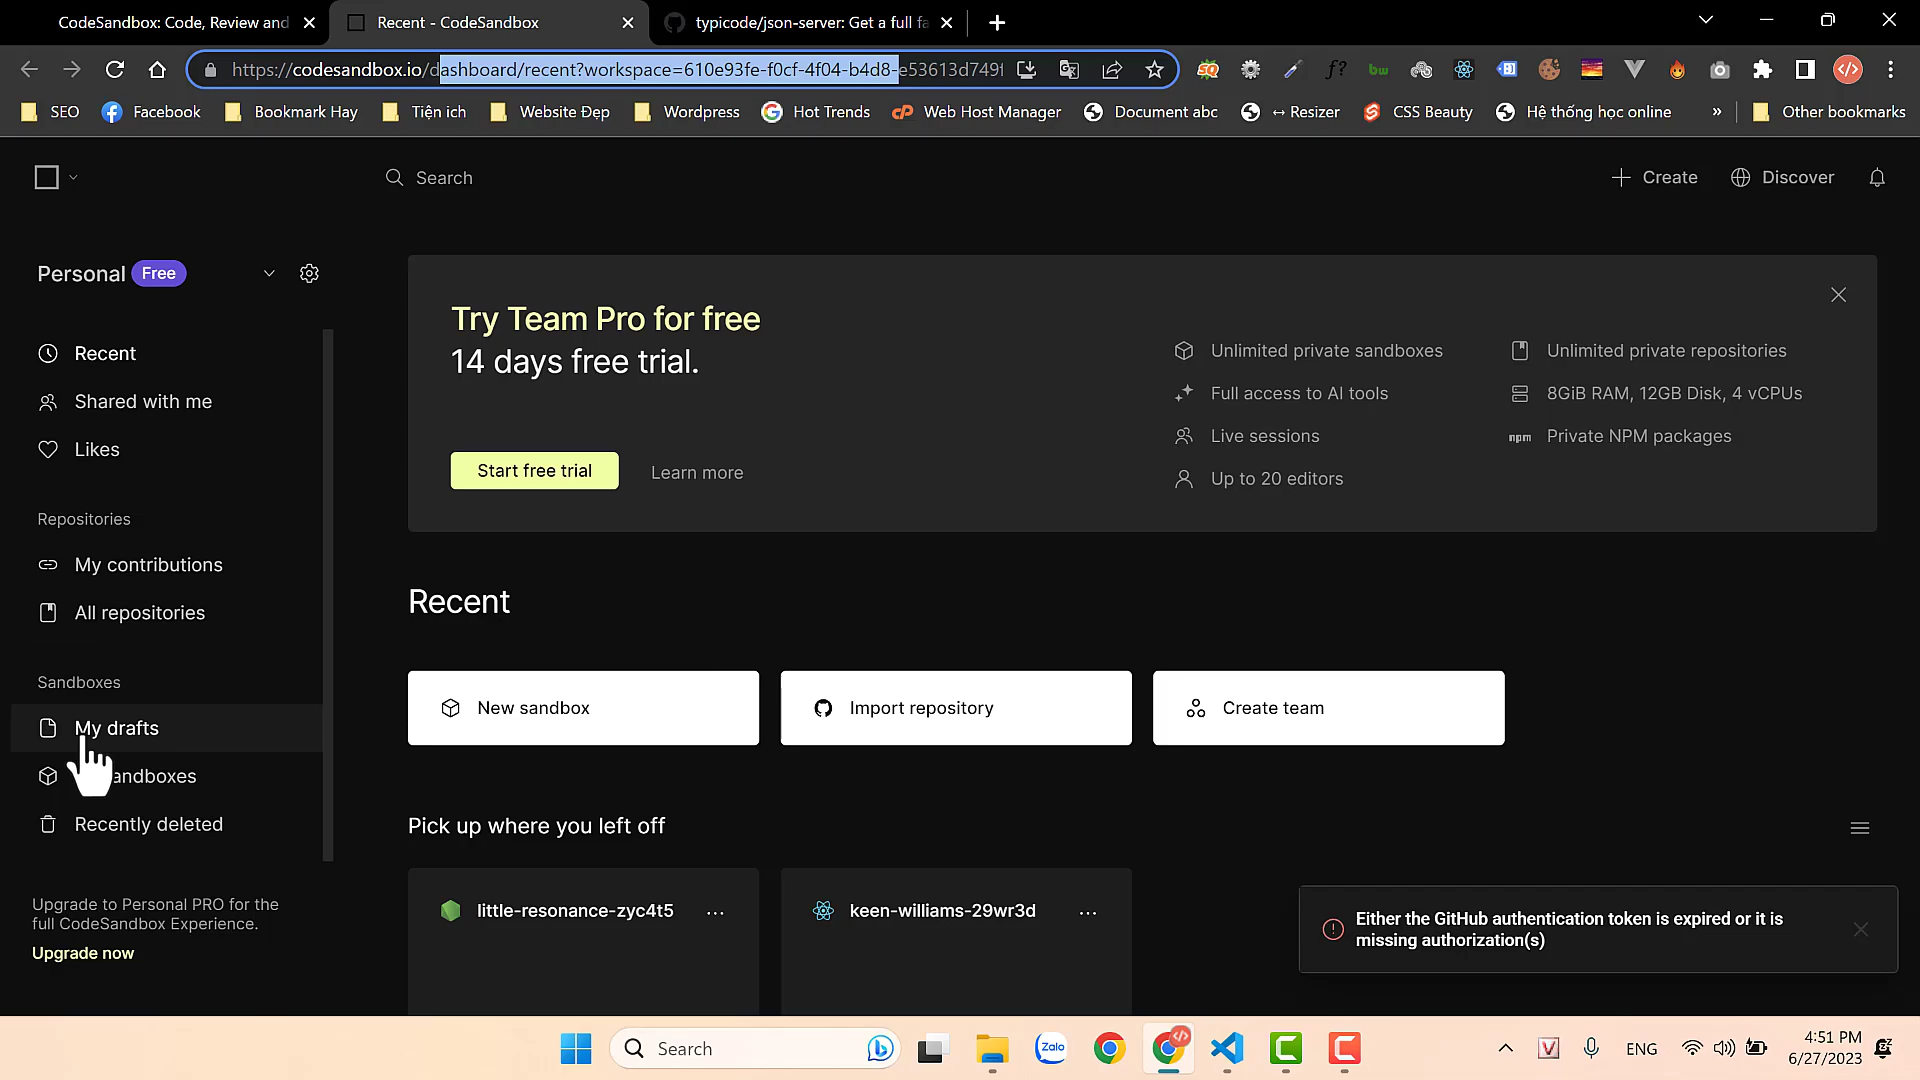 CodeSandbox: Code, Review and
Recent - CodeSandbox
typicode/json-server: Get a full fa
https://codesandbox.io/dashboard/recent?workspace=610e93fe-f0cf-4f04-b4d8-e53613d749f
SEO
Facebook
Bookmark Hay
Tiện ích
Website Đẹp
Wordpress
Hot Trends
Web Host Manager
Document abc
↔ Resizer
CSS Beauty
Hệ thống học online
»
Other bookmarks
Search
Create
Discover
Personal Free
Try Team Pro for free
14 days free trial.
Start free trial
Learn more
Unlimited private sandboxes
Full access to AI tools
Live sessions
Up to 20 editors
Unlimited private repositories
8GiB RAM, 12GB Disk, 4 vCPUs
npm Private NPM packages
Recent
Shared with me
Likes
Repositories
My contributions
All repositories
Sandboxes
My drafts
andboxes
Recently deleted
Upgrade to Personal PRO for the
full CodeSandbox Experience.
Upgrade now
Recent
New sandbox
Import repository
Create team
Pick up where you left off
little-resonance-zyc4t5
keen-williams-29wr3d
Either the GitHub authentication token is expired or it is
missing authorization(s)
Search
Zalo
ENG
4:51 PM
6/27/2023